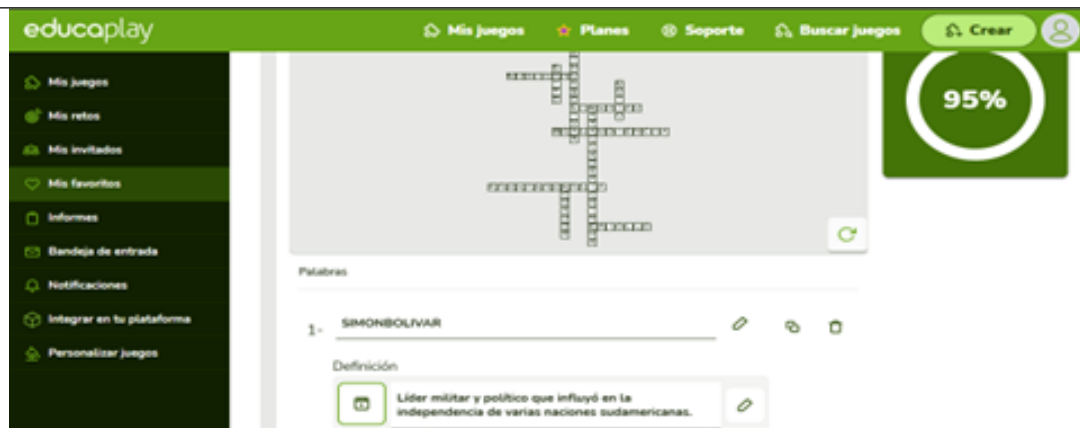 educaplay
Mis juegos
Planes
Soporte
Buscar juegos
Crear
Mis juegos
Mis retos
Mis invitados
Mis favoritos
Informes
Bandeja de entrada
Notificaciones
Integrar en tu plataforma
Personalizar juegos
95%
Palabras
1- SIMONBOLIVAR
Definición
Líder militar y político que influyó en la
independencia de varias naciones sudamericanas.